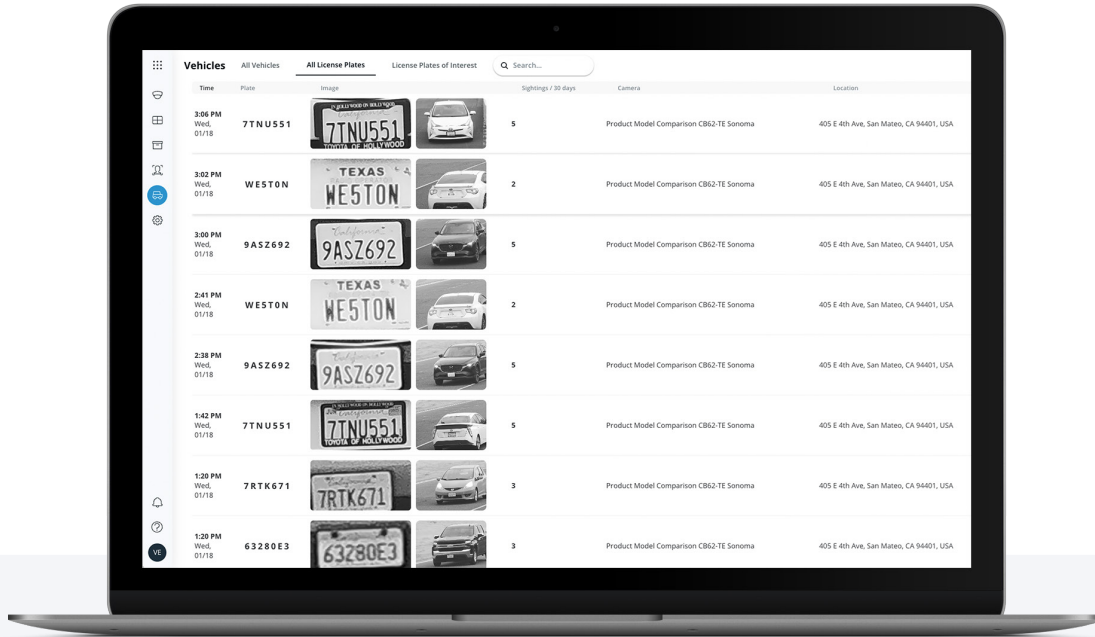 Vehicles All Vehicles All License Plates License Plates of Interest Search...
Time Plate Image Sightings / 30 days Camera Location
3:06 PM
Wed,
01/18
7TNU551
IN HOLLYWOOD ON HOLLYWOOD
7TNU551
TOYOTA OF HOLLYWOOD
5
Product Model Comparison CB62-TE Sonoma
405 E 4th Ave, San Mateo, CA 94401, USA
3:02 PM
Wed,
01/18
WE5T0N
TEXAS
WE5TON
2
Product Model Comparison CB62-TE Sonoma
405 E 4th Ave, San Mateo, CA 94401, USA
3:00 PM
Wed,
01/18
9ASZ692
California
9ASZ692
5
Product Model Comparison CB62-TE Sonoma
405 E 4th Ave, San Mateo, CA 94401, USA
2:41 PM
Wed,
01/18
WE5T0N
TEXAS
WE5TON
2
Product Model Comparison CB62-TE Sonoma
405 E 4th Ave, San Mateo, CA 94401, USA
2:38 PM
Wed,
01/18
9ASZ692
California
9ASZ692
5
Product Model Comparison CB62-TE Sonoma
405 E 4th Ave, San Mateo, CA 94401, USA
1:42 PM
Wed,
01/18
7TNU551
IN HOLLYWOOD ON HOLLYWOOD
California
7TNU551
TOYOTA OF HOLLYWOOD
5
Product Model Comparison CB62-TE Sonoma
405 E 4th Ave, San Mateo, CA 94401, USA
1:20 PM
Wed,
01/18
7RTK671
7RTK671
3
Product Model Comparison CB62-TE Sonoma
405 E 4th Ave, San Mateo, CA 94401, USA
1:20 PM
Wed,
01/18
63280E3
63280E3
3
Product Model Comparison CB62-TE Sonoma
405 E 4th Ave, San Mateo, CA 94401, USA
VE